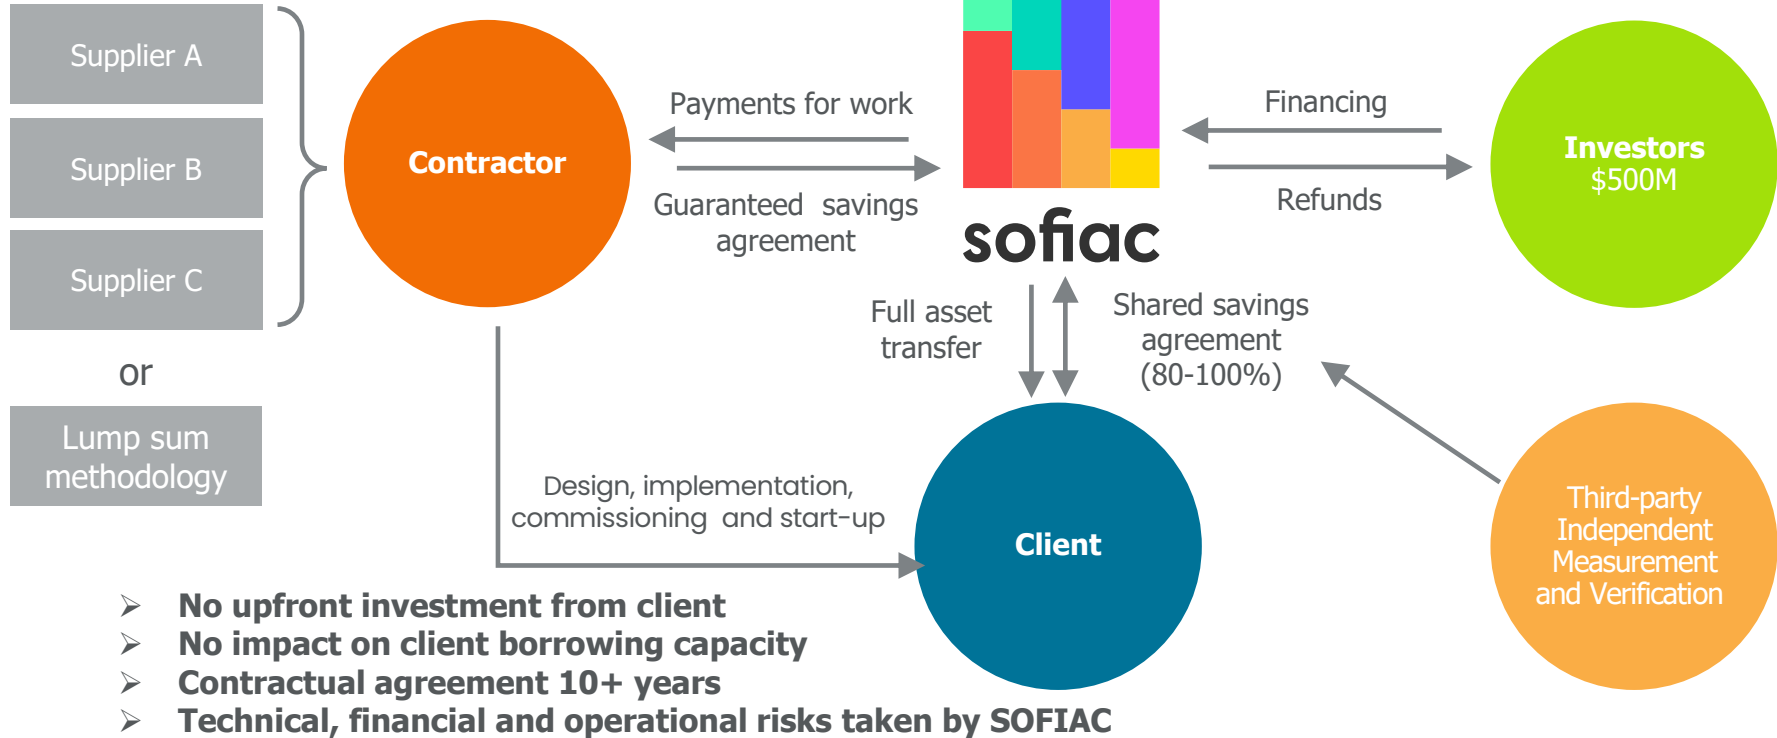 Supplier A
Supplier B
Supplier C
or
Lump sum
methodology
Contractor
Payments for work
Guaranteed savings
agreement
sofiac
Financing
Refunds
Investors
$500M
Full asset
transfer
Shared savings
agreement
(80-100%)
Design, implementation,
commissioning and start-up
Client
Third-party
Independent
Measurement
and Verification
➢ No upfront investment from client
➢ No impact on client borrowing capacity
➢ Contractual agreement 10+ years
➢ Technical, financial and operational risks taken by SOFIAC